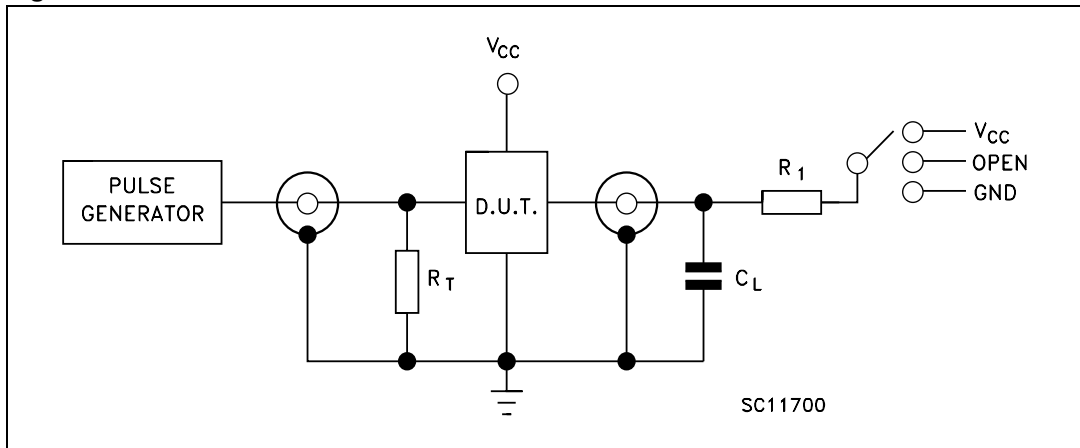 VCC
PULSE
GENERATOR
D.U.T.
RT
CL
R1
VCC
OPEN
GND
SC11700